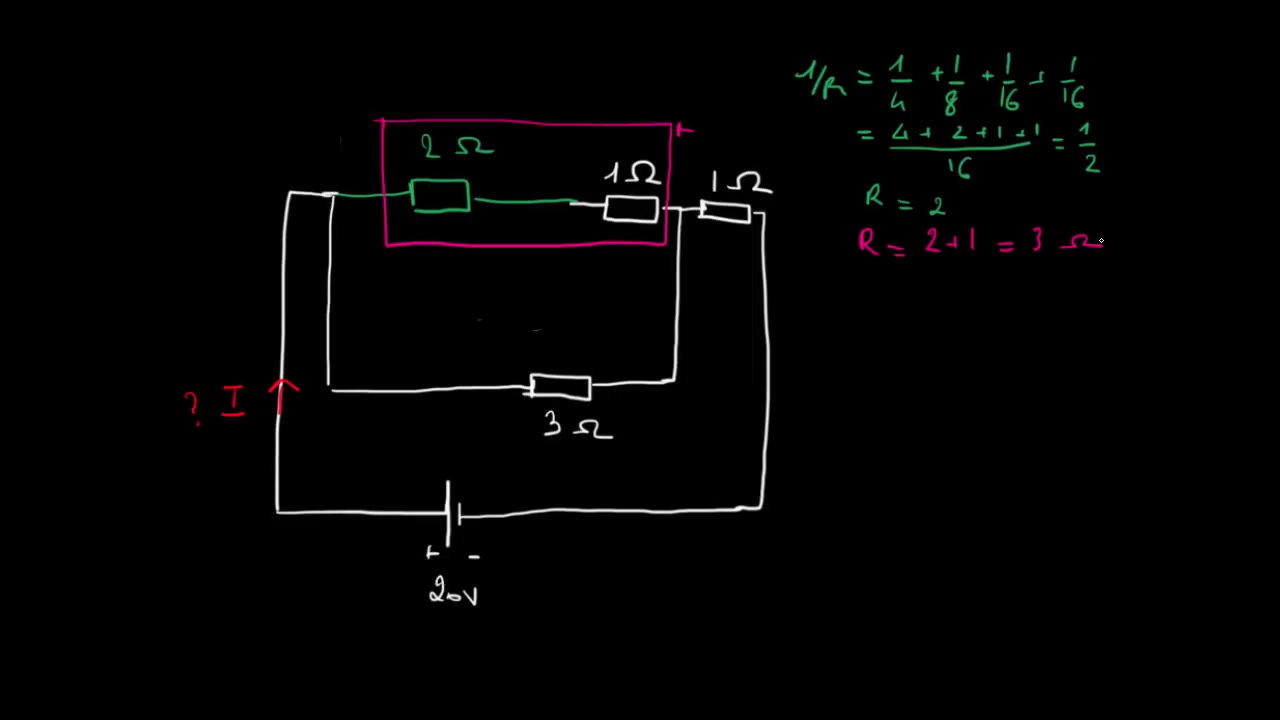 1/R = 1/4 + 1/8 + 1/16 + 1/16
= 4 + 2 + 1 + 1 / 16 = 1/2
R = 2
R = 2 + 1 = 3 Ω
2 Ω
1 Ω
1 Ω
? I
3 Ω
+ -
20V